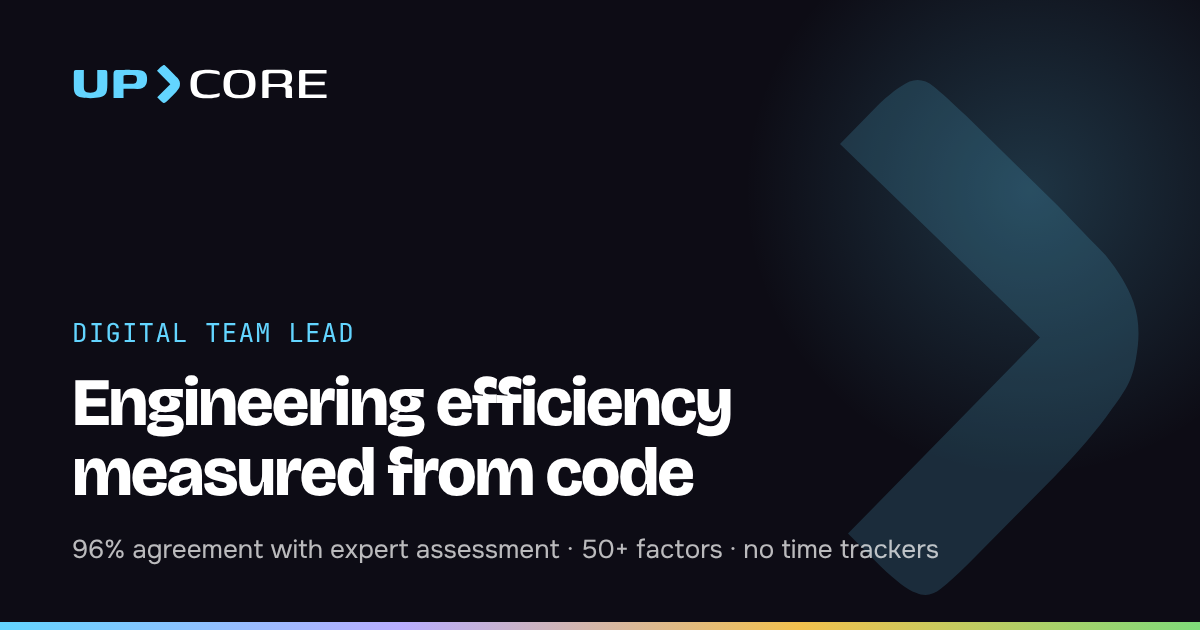 UP CORE
DIGITAL TEAM LEAD
Engineering efficiency
measured from code
96% agreement with expert assessment · 50+ factors · no time trackers